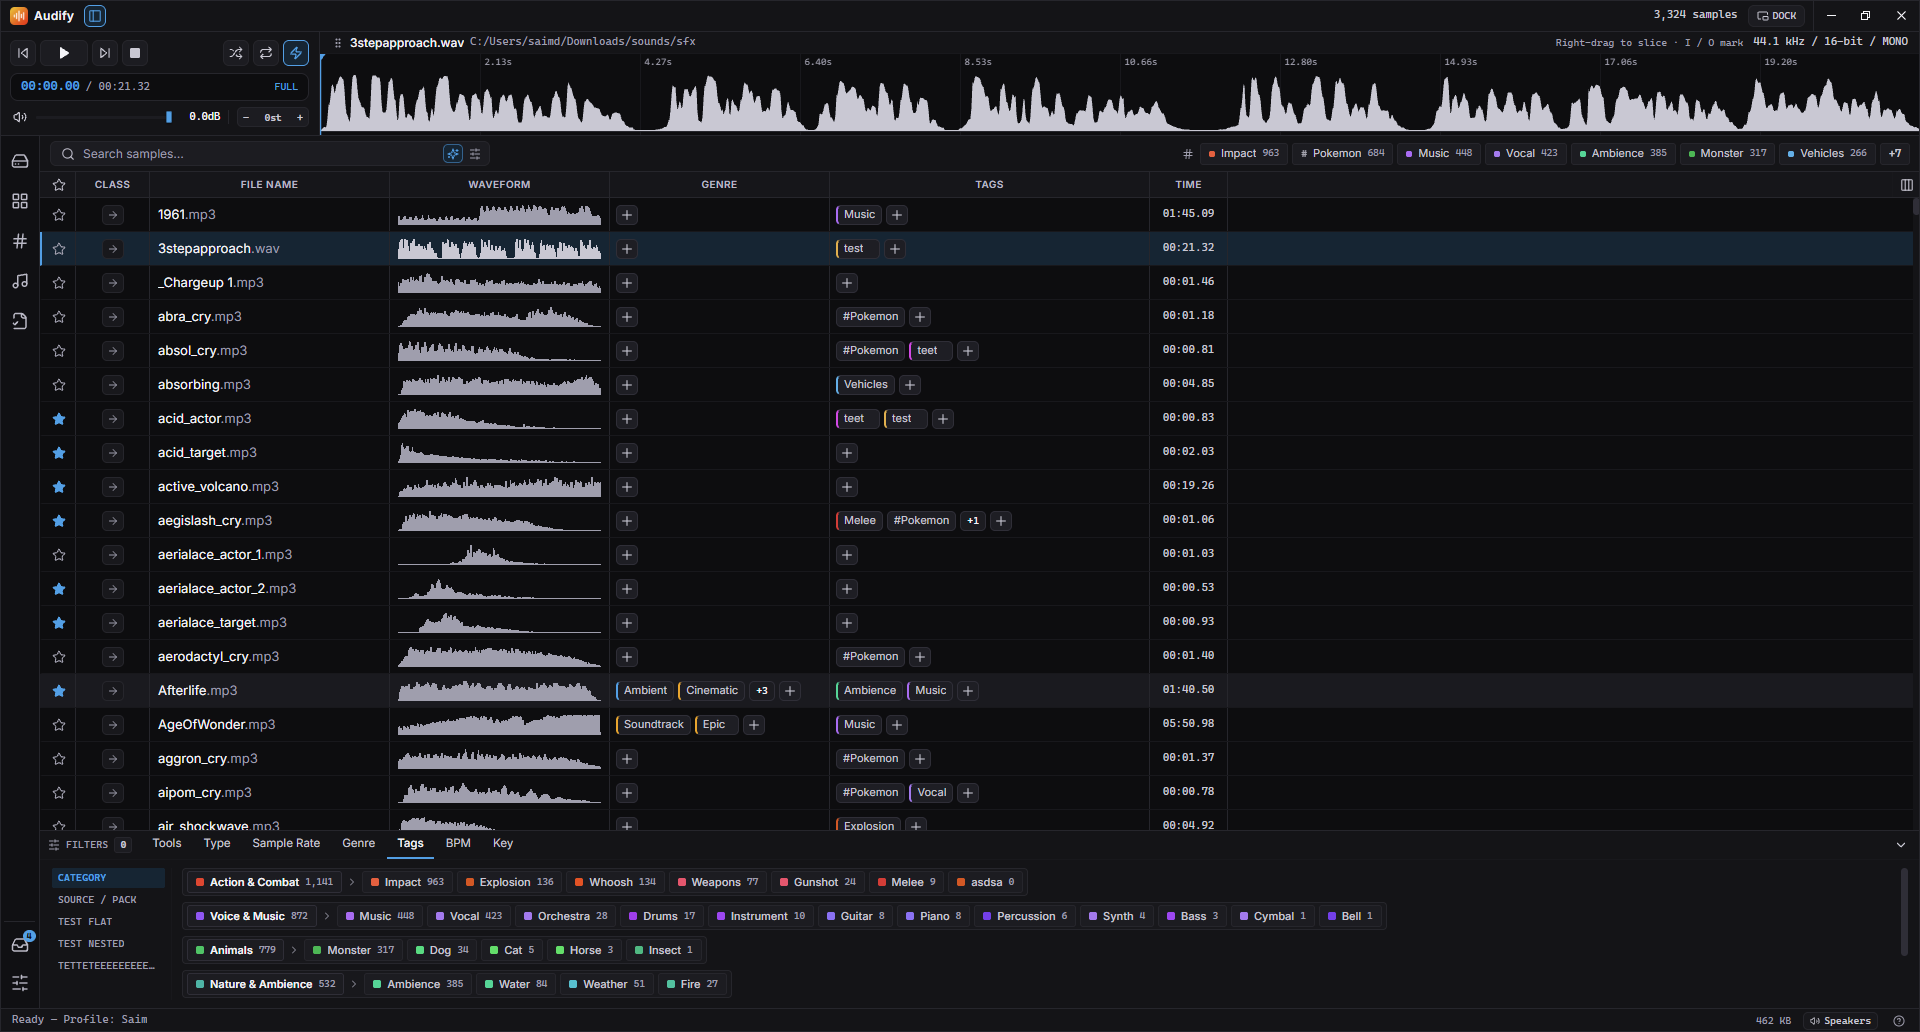 Audify
3,324 samples
DOCK
00:00.00 / 00:21.32 FULL
0.0dB
− 0st +
3stepapproach.wav C:/Users/saimd/Downloads/sounds/sfx
Right-drag to slice · I / O mark 44.1 kHz / 16-bit / MONO
2.13s 4.27s 6.40s 8.53s 10.66s 12.80s 14.93s 17.06s 19.20s
Search samples...
# Impact 963 # Pokemon 684 Music 448 Vocal 423 Ambience 385 Monster 317 Vehicles 266 +7
CLASS FILE NAME WAVEFORM GENRE TAGS TIME
1961.mp3 + Music + 01:45.09
3stepapproach.wav + test + 00:21.32
_Chargeup 1.mp3 + + 00:01.46
abra_cry.mp3 + #Pokemon + 00:01.18
absol_cry.mp3 + #Pokemon teet + 00:00.81
absorbing.mp3 + Vehicles + 00:04.85
acid_actor.mp3 + teet test + 00:00.83
acid_target.mp3 + + 00:02.03
active_volcano.mp3 + + 00:19.26
aegislash_cry.mp3 + Melee #Pokemon +1 + 00:01.06
aerialace_actor_1.mp3 + + 00:01.03
aerialace_actor_2.mp3 + + 00:00.53
aerialace_target.mp3 + + 00:00.93
aerodactyl_cry.mp3 + #Pokemon + 00:01.40
Afterlife.mp3 Ambient Cinematic +3 + Ambience Music + 01:40.50
AgeOfWonder.mp3 Soundtrack Epic + Music + 05:50.98
aggron_cry.mp3 + #Pokemon + 00:01.37
aipom_cry.mp3 + #Pokemon Vocal + 00:00.78
air_shockwave.mp3 + Explosion + 00:04.92
FILTERS 0 Tools Type Sample Rate Genre Tags BPM Key
CATEGORY
SOURCE / PACK
TEST FLAT
TEST NESTED
TETTETEEEEEEEEE…
Action & Combat 1,141 > Impact 963 Explosion 136 Whoosh 134 Weapons 77 Gunshot 24 Melee 9 asdsa 0
Voice & Music 872 > Music 448 Vocal 423 Orchestra 28 Drums 17 Instrument 10 Guitar 8 Piano 8 Percussion 6 Synth 4 Bass 3 Cymbal 1 Bell 1
Animals 779 > Monster 317 Dog 34 Cat 5 Horse 3 Insect 1
Nature & Ambience 532 > Ambience 385 Water 84 Weather 51 Fire 27
Ready — Profile: Saim
462 KB Speakers